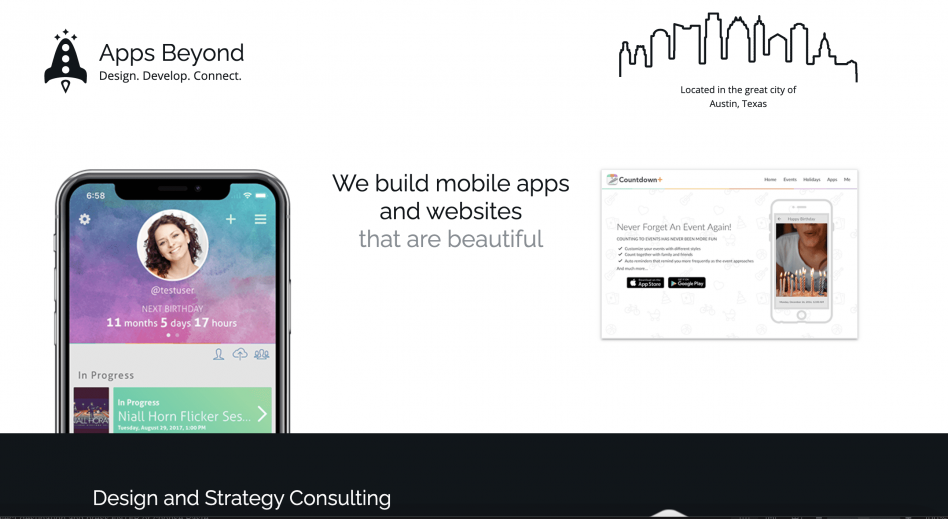 Apps Beyond
Design. Develop. Connect.
Located in the great city of
Austin, Texas
6:58
@testuser
NEXT BIRTHDAY
11 months 5 days 17 hours
In Progress
In Progress
Niall Horn Flicker Ses...
Tuesday, August 29, 2017, 1:00 PM
We build mobile apps
and websites
that are beautiful
Countdown+
Home Events Holidays Apps Me
Never Forget An Event Again!
COUNTING TO EVENTS HAS NEVER BEEN MORE FUN
Customize your events with different styles
Count together with family and friends
Auto reminders that remind you more frequently as the event approaches
And much more...
App Store
Google Play
Happy Birthday
Design and Strategy Consulting